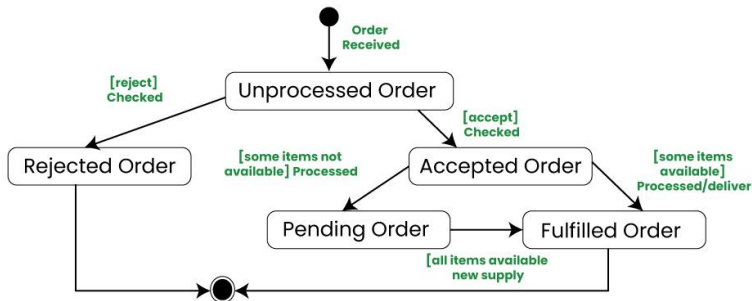 Order
Received
[reject]
Checked
Unprocessed Order
[accept]
Checked
Rejected Order
[some items not
available] Processed
Accepted Order
[some items
available]
Processed/deliver
Pending Order
Fulfilled Order
[all items available
new supply